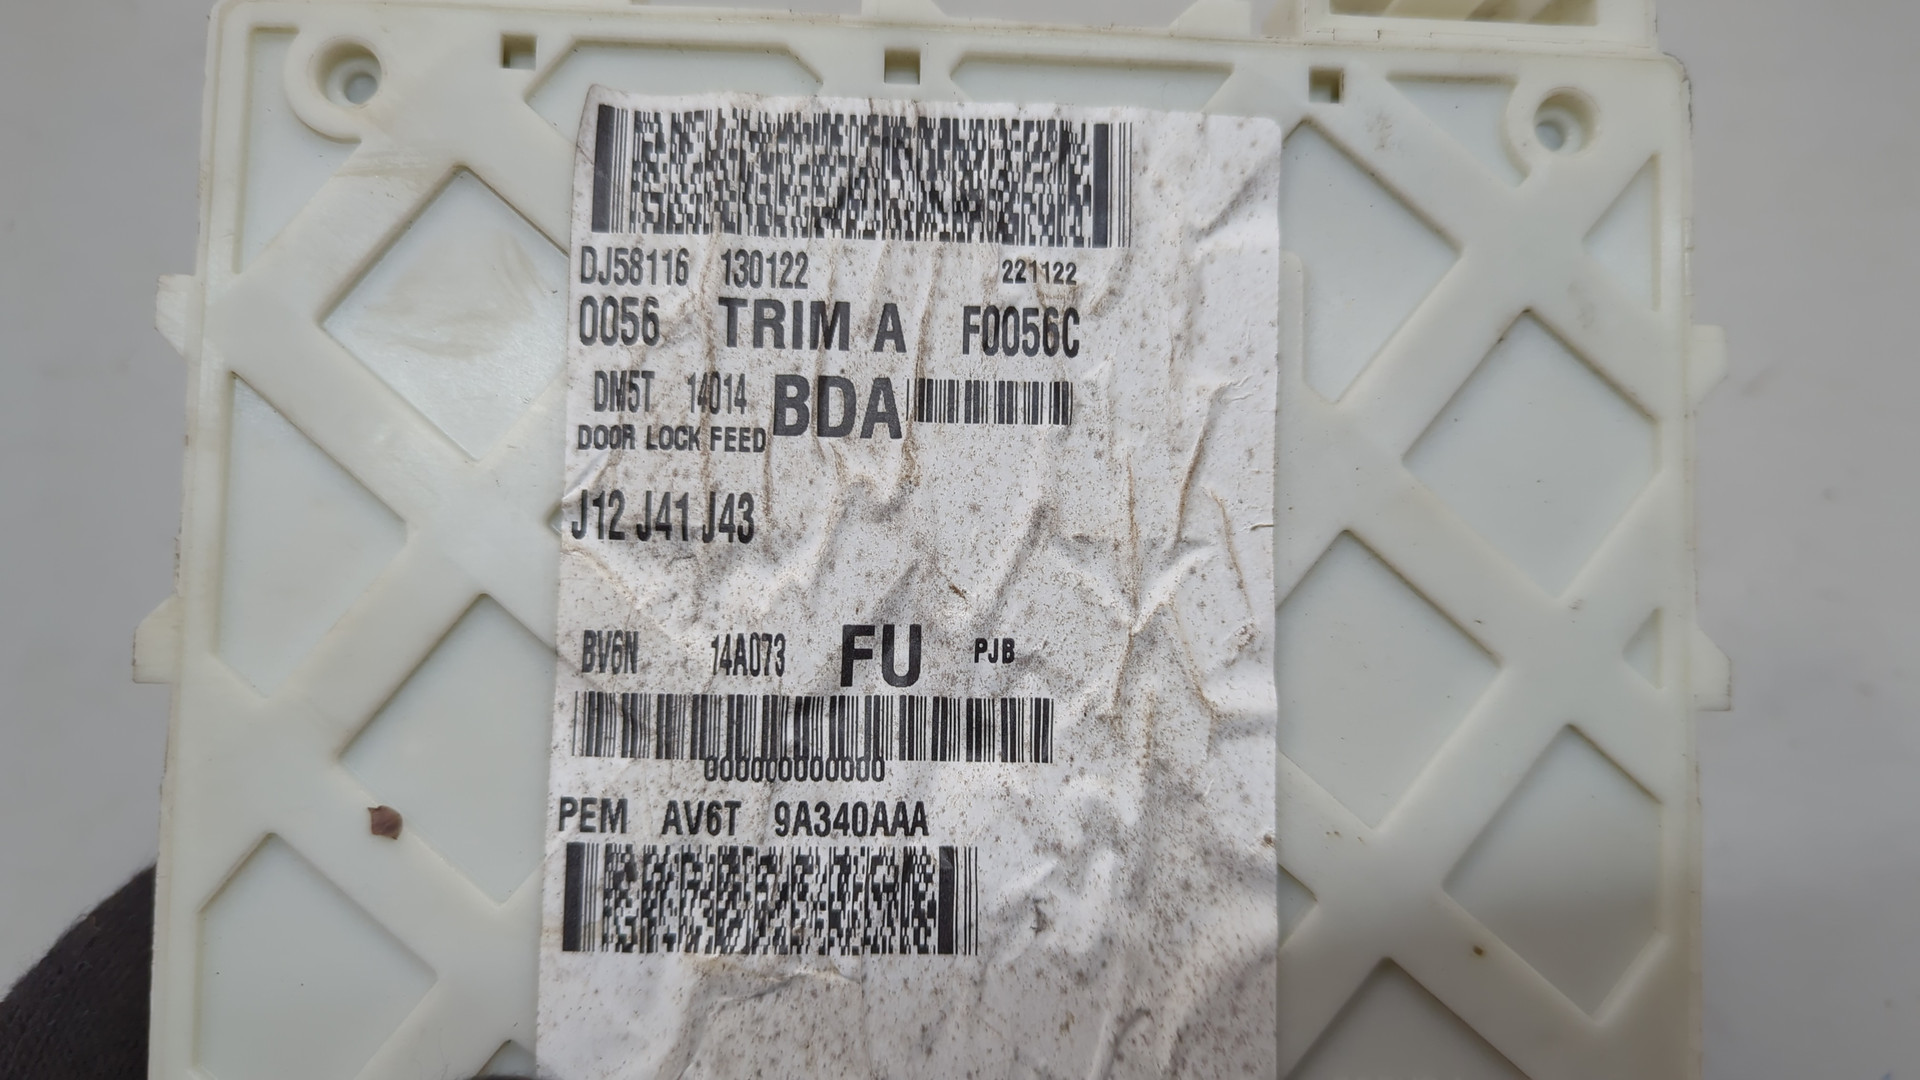 DJ58116 130122 221122
0056 TRIM A F0056C
DM5T 14014 BDA
DOOR LOCK FEED
J12 J41 J43
BV6N 14A073 FU PJB
000000000000
PEM AV6T 9A340AAA